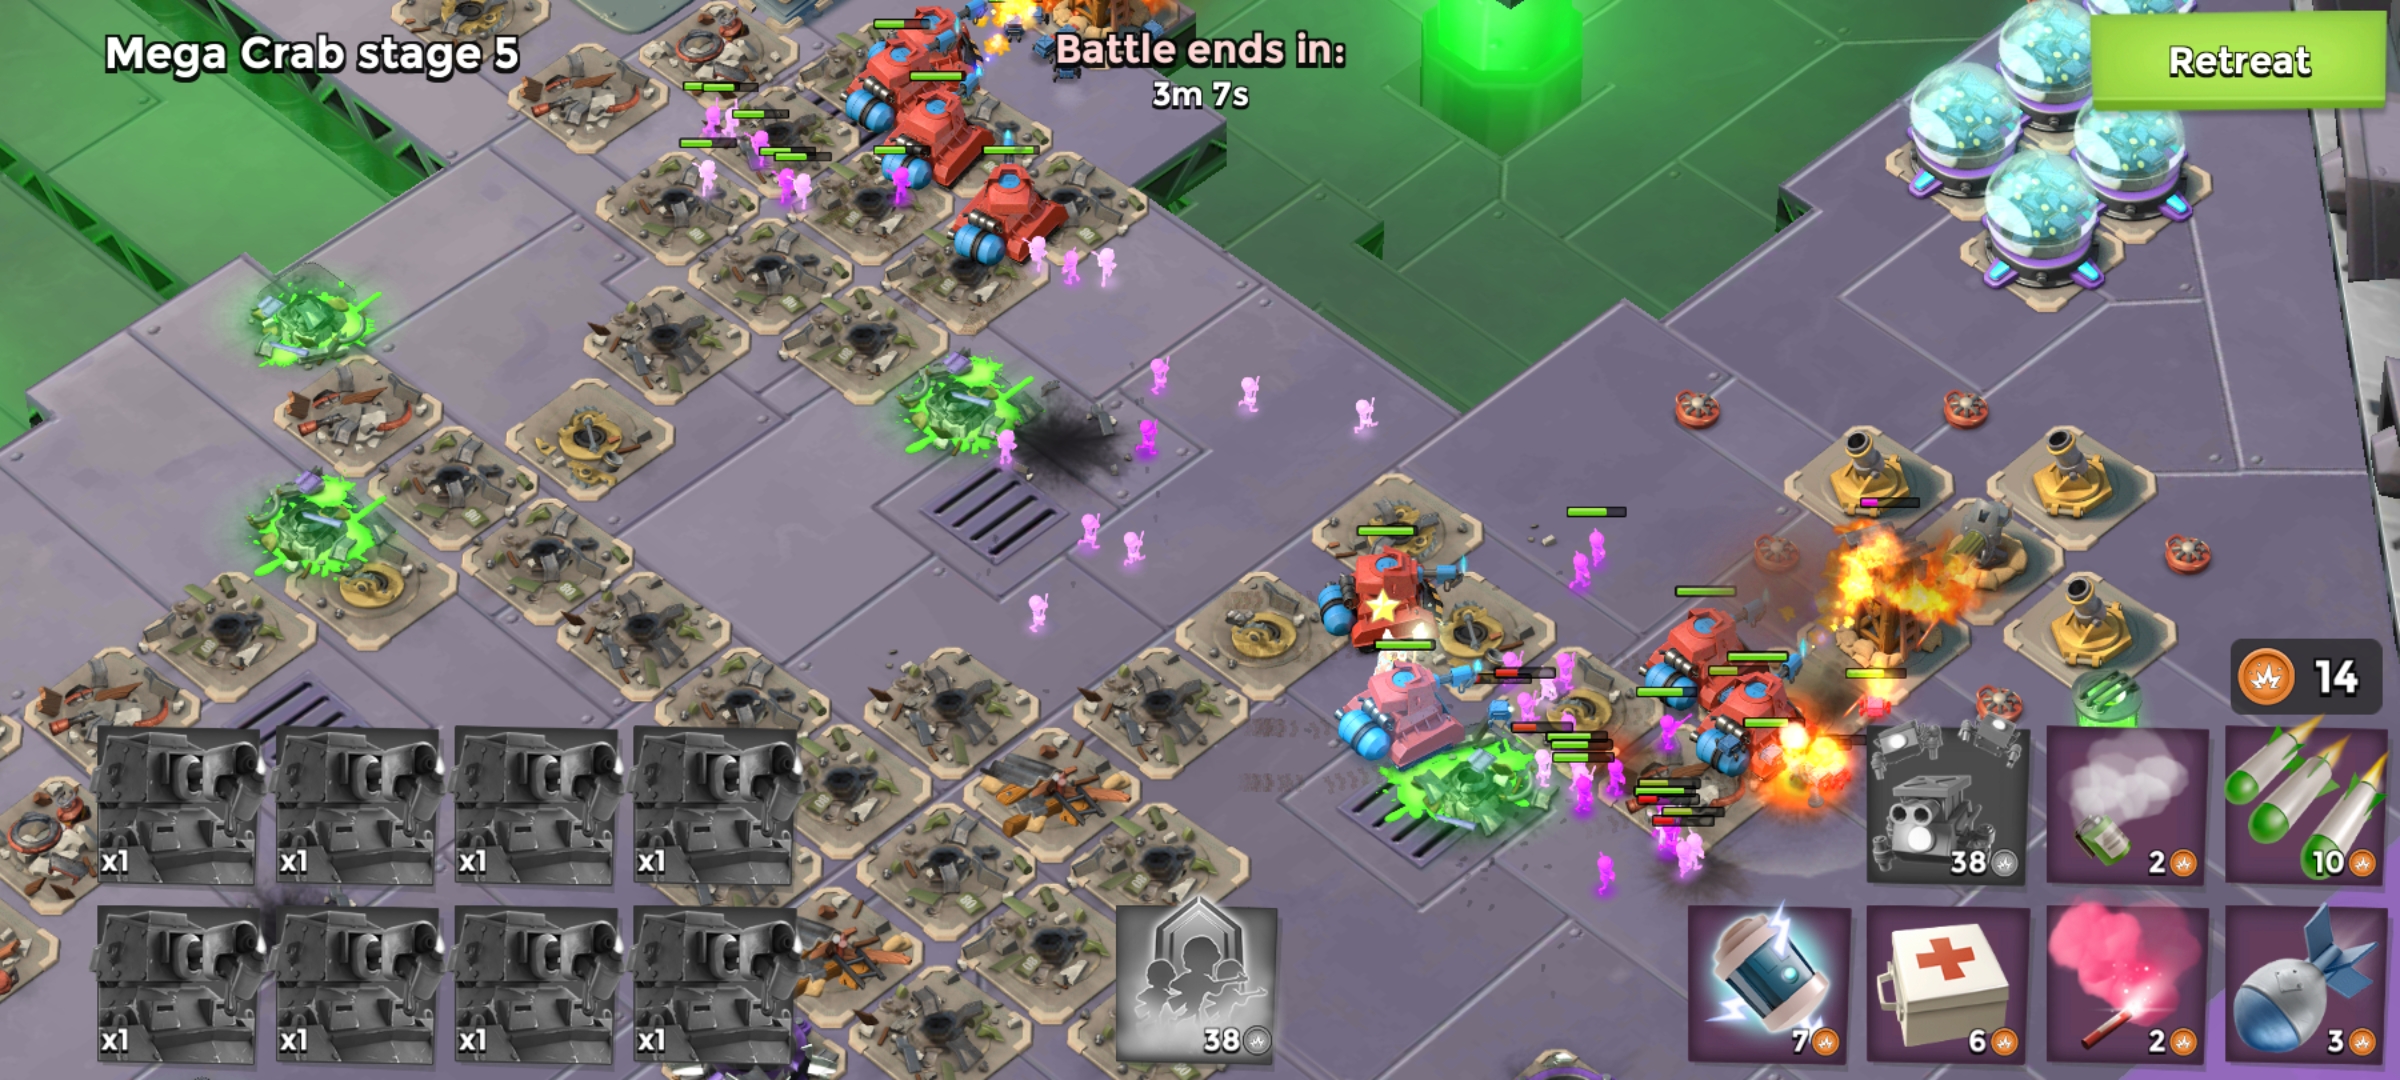 Mega Crab stage 5
Battle ends in:
3m 7s
Retreat
14
x1
x1
x1
x1
38
2
10
x1
x1
x1
x1
38
7
6
2
3